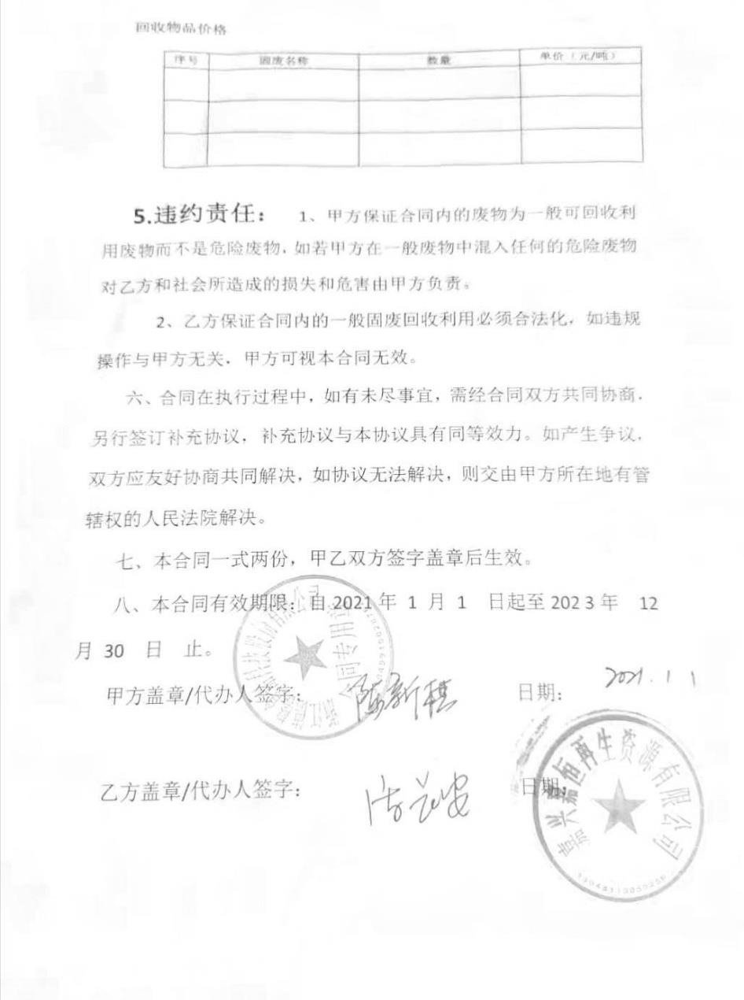 回收物品价格
序号 固废名称 数量 单价（元/吨）
5.违约责任： 1、甲方保证合同内的废物为一般可回收利
用废物而不是危险废物，如若甲方在一般废物中混入任何的危险废物
对乙方和社会所造成的损失和危害由甲方负责。
2、乙方保证合同内的一般固废回收利用必须合法化，如违规
操作与甲方无关．甲方可视本合同无效。
六、合同在执行过程中，如有未尽事宜，需经合同双方共同协商．
另行签订补充协议，补充协议与本协议具有同等效力。如产生争议，
双方应友好协商共同解决，如协议无法解决，则交由甲方所在地有管
辖权的人民法院解决。
七、本合同一式两份，甲乙双方签字盖章后生效。
八、本合同有效期限：自 2021 年 1 月 1 日起至 2023 年 12
月 30 日 止。
合同专用章
甲方盖章/代办人签字： 日期： 2021.1 1
乙方盖章/代办人签字： 日期：
嘉兴嘉恒再生资源有限公司